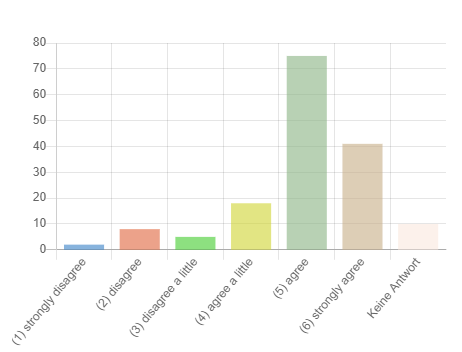 80
70
60
50
40
30
20
10
0
(1) strongly disagree
(2) disagree
(3) disagree a little
(4) agree a little
(5) agree
(6) strongly agree
Keine Antwort